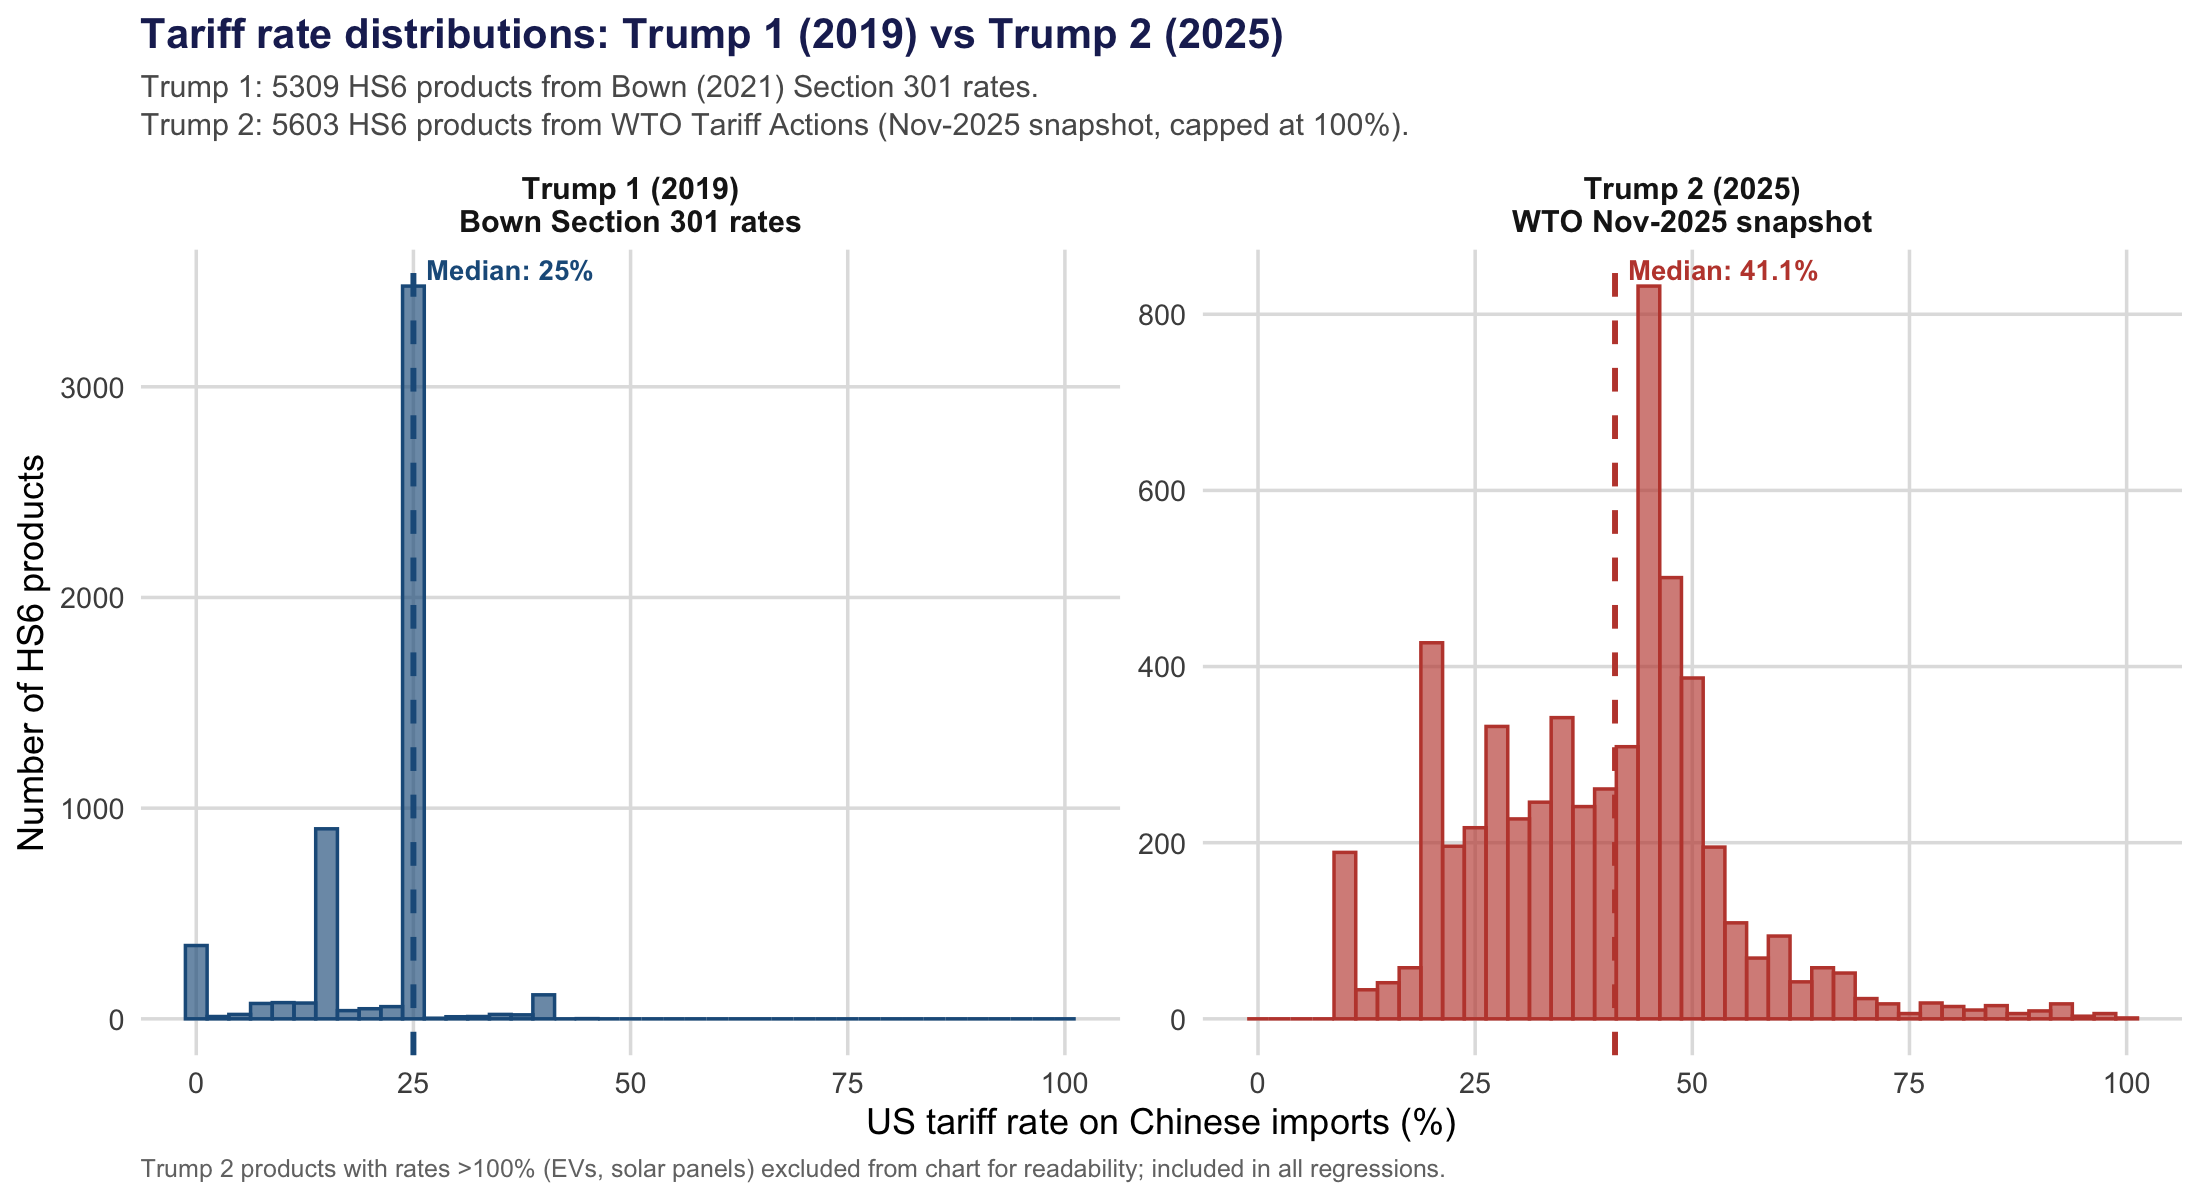 Tariff rate distributions: Trump 1 (2019) vs Trump 2 (2025)
Trump 1: 5309 HS6 products from Bown (2021) Section 301 rates.
Trump 2: 5603 HS6 products from WTO Tariff Actions (Nov-2025 snapshot, capped at 100%).
Trump 1 (2019)
Bown Section 301 rates
Median: 25%
Number of HS6 products
3000
2000
1000
0
0 25 50 75 100
Trump 2 (2025)
WTO Nov-2025 snapshot
Median: 41.1%
800
600
400
200
0
0 25 50 75 100
US tariff rate on Chinese imports (%)
Trump 2 products with rates >100% (EVs, solar panels) excluded from chart for readability; included in all regressions.